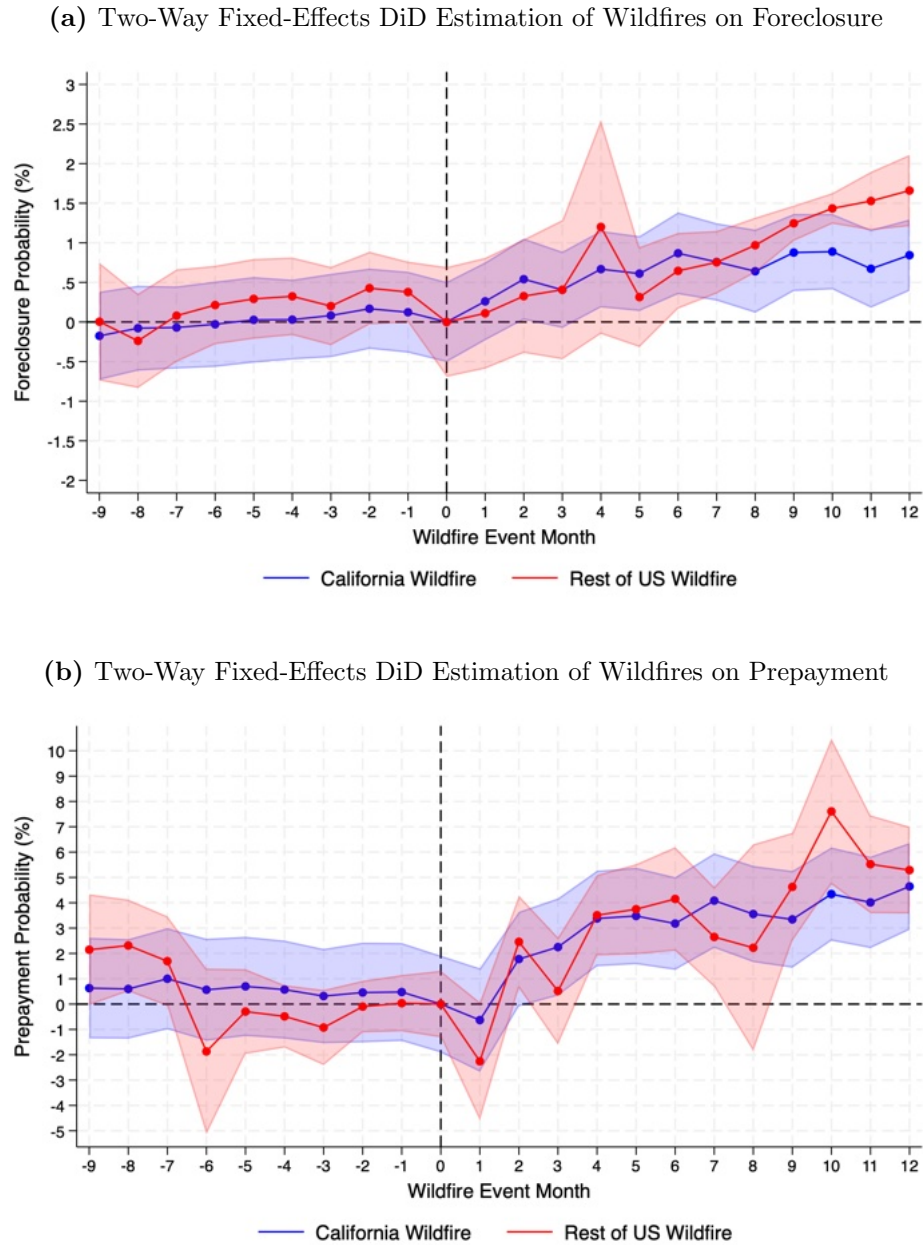 (a) Two-Way Fixed-Effects DiD Estimation of Wildfires on Foreclosure
Foreclosure Probability (%)
3
2.5
2
1.5
1
.5
0
-.5
-1
-1.5
-2
-9 -8 -7 -6 -5 -4 -3 -2 -1 0 1 2 3 4 5 6 7 8 9 10 11 12
Wildfire Event Month
California Wildfire Rest of US Wildfire
(b) Two-Way Fixed-Effects DiD Estimation of Wildfires on Prepayment
Prepayment Probability (%)
10
9
8
7
6
5
4
3
2
1
0
-1
-2
-3
-4
-5
-9 -8 -7 -6 -5 -4 -3 -2 -1 0 1 2 3 4 5 6 7 8 9 10 11 12
Wildfire Event Month
California Wildfire Rest of US Wildfire